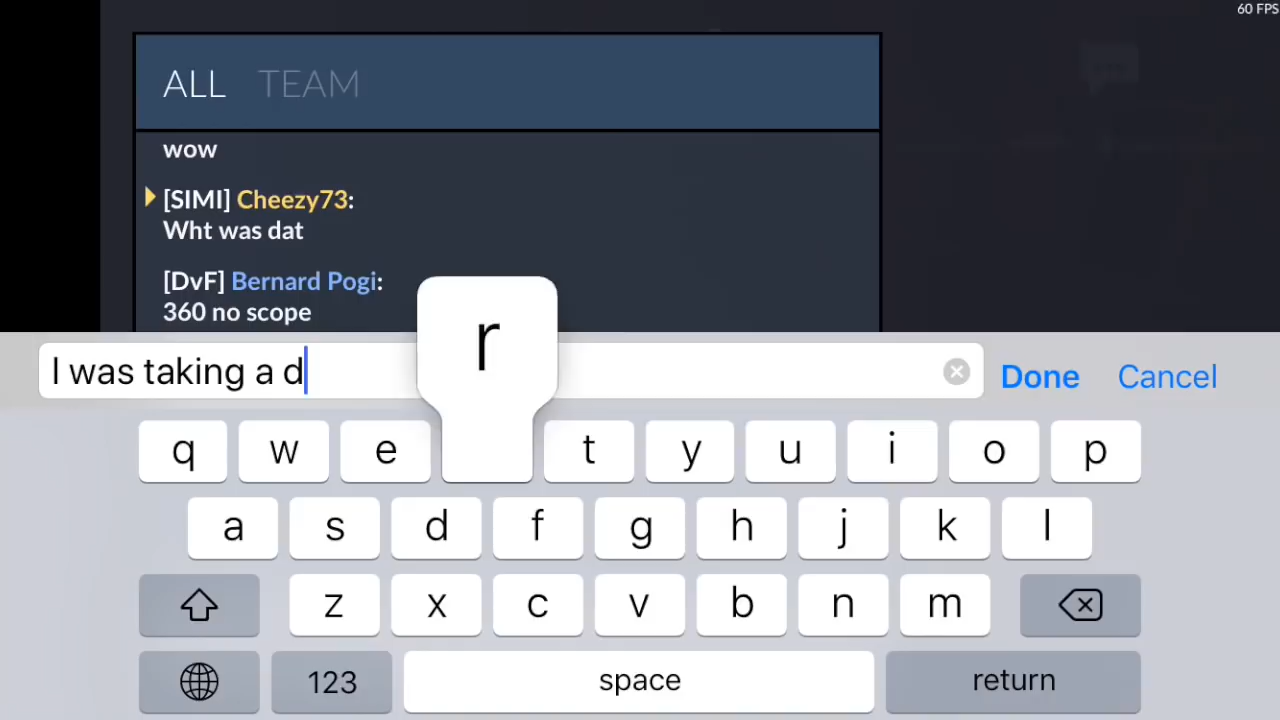 60 FPS
ALL TEAM
wow
[SIMI] Cheezy73:
Wht was dat
[DvF] Bernard Pogi:
360 no scope
r
I was taking a d
Done Cancel
q w e t y u i o p
a s d f g h j k l
z x c v b n m
123 space return